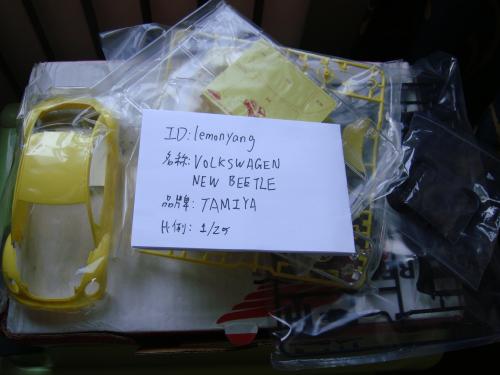 ID: lemonyang
名稱: VOLKSWAGEN
NEW BEETLE
品牌: TAMIYA
比例: 1/25